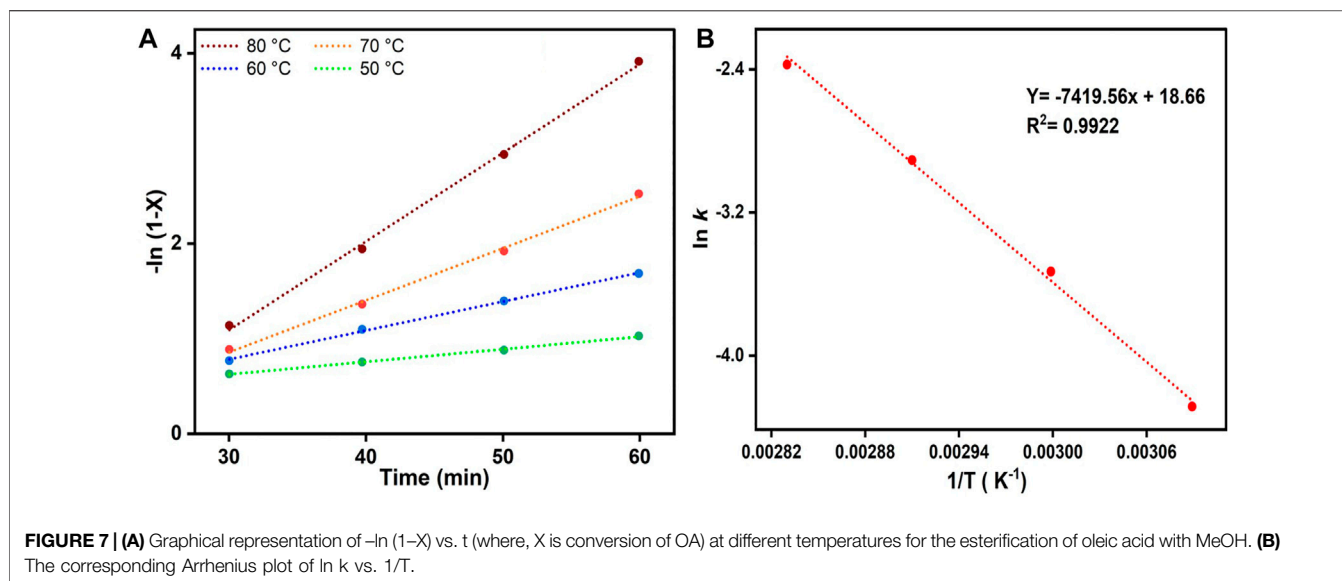 A
80 °C
70 °C
60 °C
50 °C
4
2
0
-ln (1-X)
30
40
50
60
Time (min)
B
Y= -7419.56x + 18.66
R²= 0.9922
-2.4
-3.2
-4.0
ln k
0.00282
0.00288
0.00294
0.00300
0.00306
1/T ( K⁻¹)
FIGURE 7 | (A) Graphical representation of –ln (1–X) vs. t (where, X is conversion of OA) at different temperatures for the esterification of oleic acid with MeOH. (B)
The corresponding Arrhenius plot of ln k vs. 1/T.